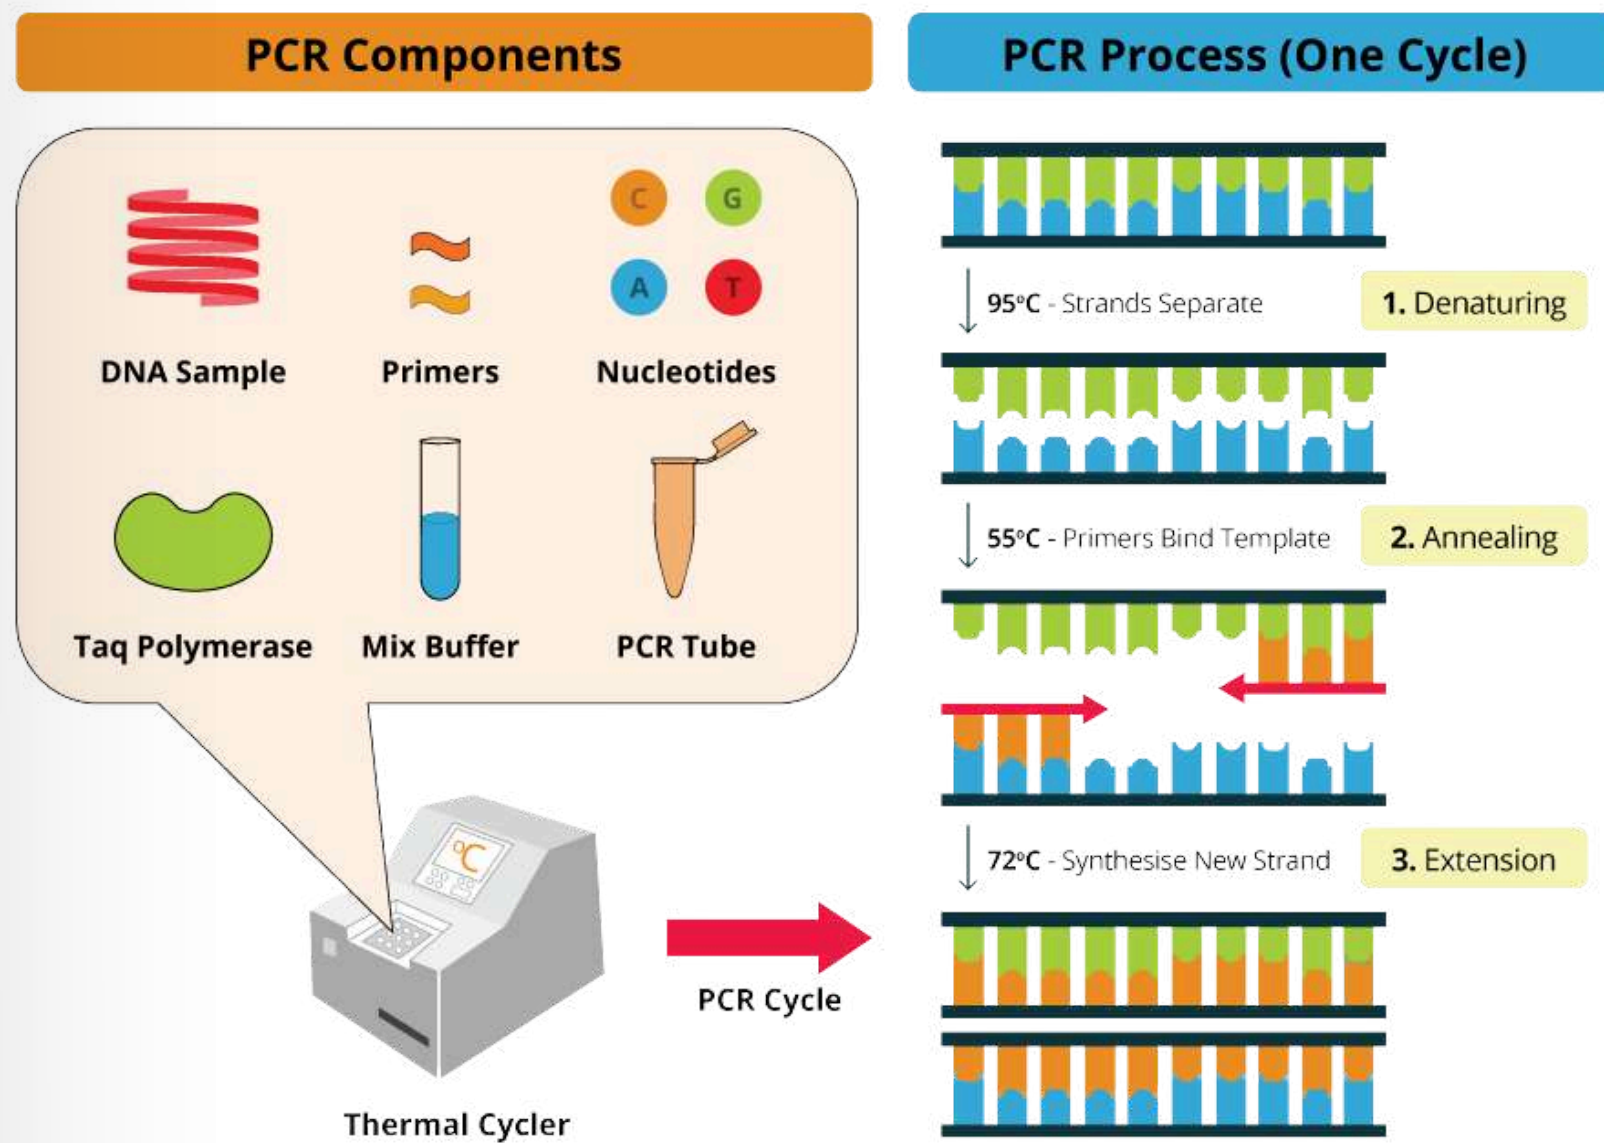 PCR Components
PCR Process (One Cycle)
C
G
A
T
DNA Sample
Primers
Nucleotides
Taq Polymerase
Mix Buffer
PCR Tube
°C
Thermal Cycler
PCR Cycle
95°C - Strands Separate
1. Denaturing
55°C - Primers Bind Template
2. Annealing
72°C - Synthesise New Strand
3. Extension